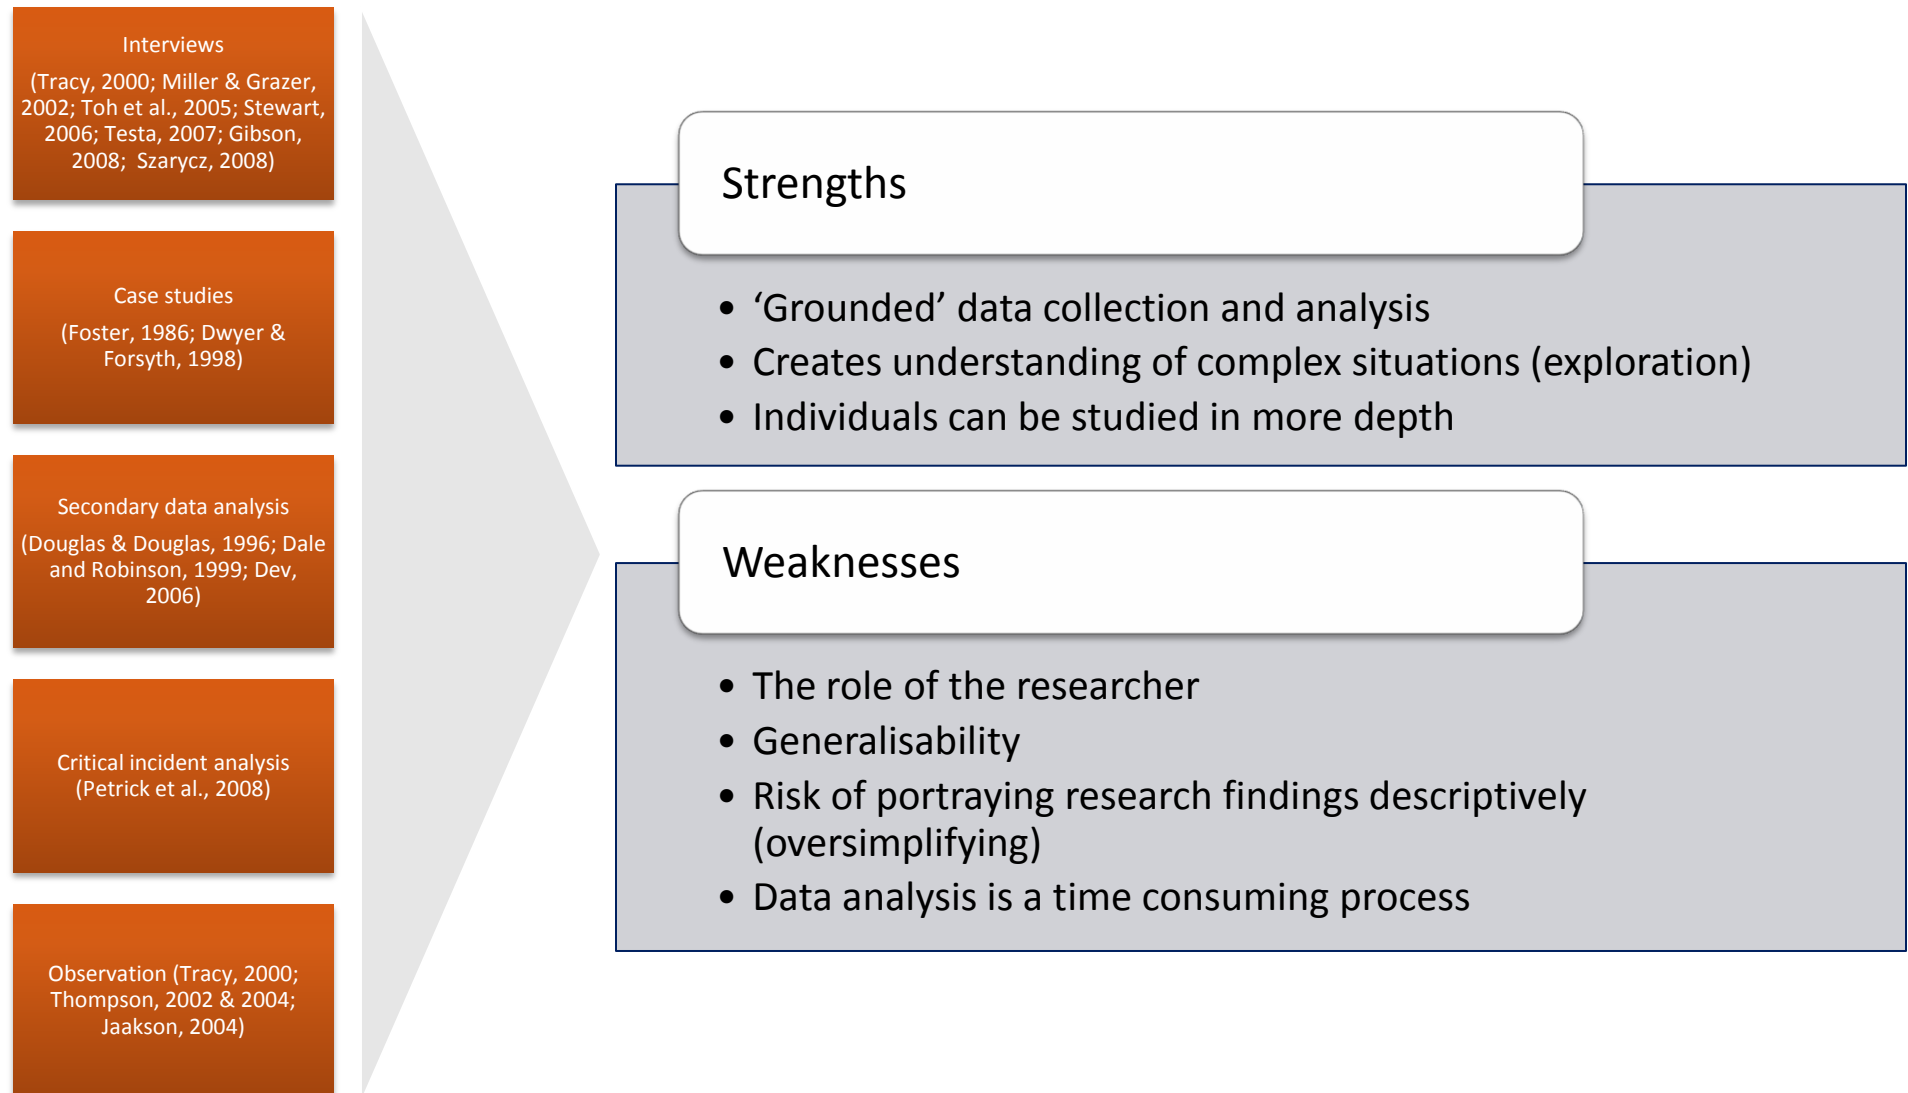 Interviews
(Tracy, 2000; Miller & Grazer,
2002; Toh et al., 2005; Stewart,
2006; Testa, 2007; Gibson,
2008;  Szarycz, 2008)
Case studies
(Foster, 1986; Dwyer &
Forsyth, 1998)
Secondary data analysis
(Douglas & Douglas, 1996; Dale
and Robinson, 1999; Dev,
2006)
Critical incident analysis
(Petrick et al., 2008)
Observation (Tracy, 2000;
Thompson, 2002 & 2004;
Jaakson, 2004)
Strengths
• ‘Grounded’ data collection and analysis
• Creates understanding of complex situations (exploration)
• Individuals can be studied in more depth
Weaknesses
• The role of the researcher
• Generalisability
• Risk of portraying research findings descriptively
(oversimplifying)
• Data analysis is a time consuming process